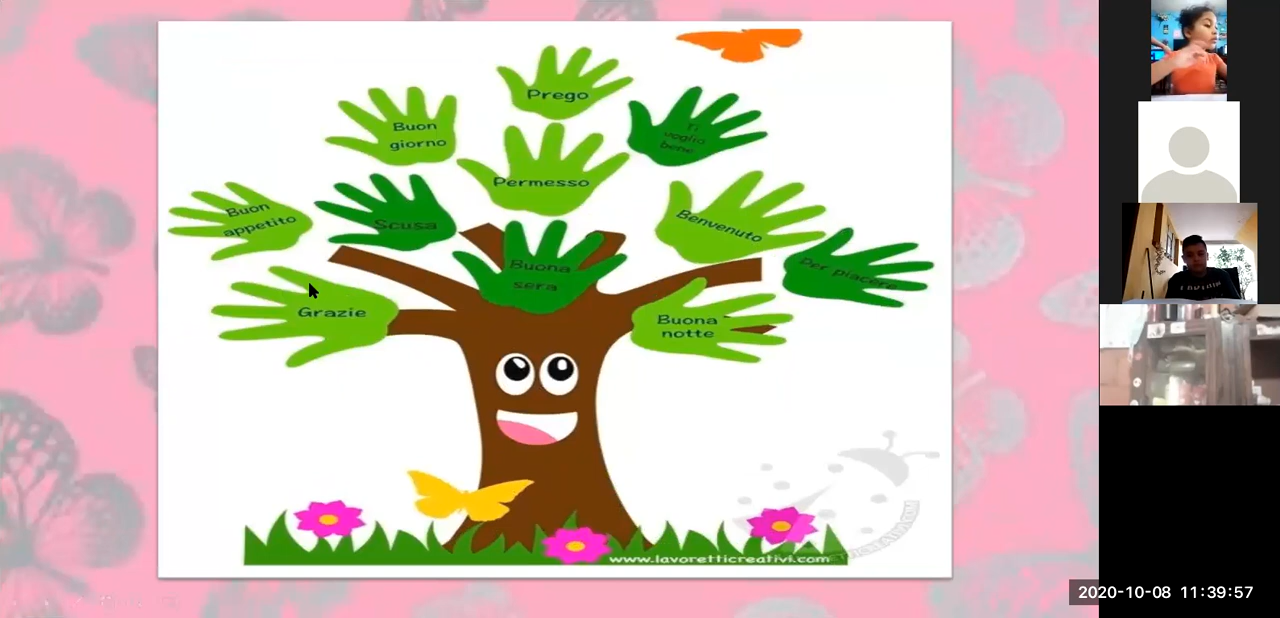 Prego
Buon
giorno
Ti
voglio
bene
Permesso
Buon
appetito
Scusa
Benvenuto
Buona
sera
Per piacere
Grazie
Buona
notte
www.lavoretticreativi.com
2020-10-08 11:39:57